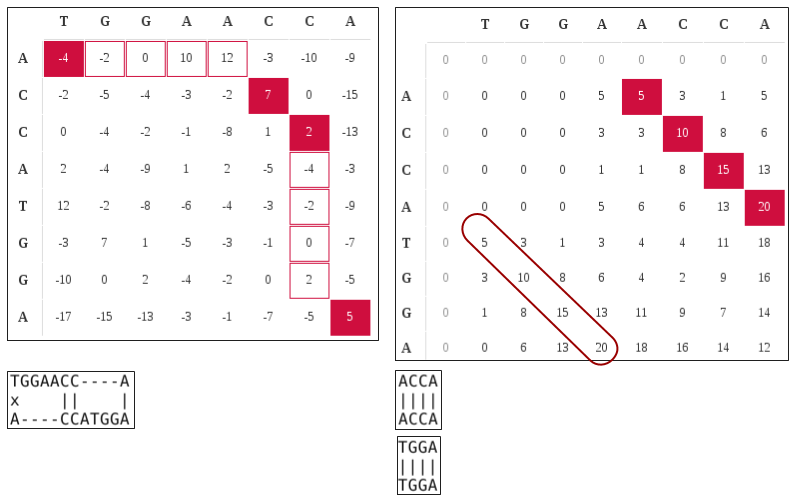 T G G A A C C A
A -4 -2 0 10 12 -3 -10 -9
C -2 -5 -4 -3 -2 7 0 -15
C 0 -4 -2 -1 -8 1 2 -13
A 2 -4 -9 1 2 -5 -4 -3
T 12 -2 -8 -6 -4 -3 -2 -9
G -3 7 1 -5 -3 -1 0 -7
G -10 0 2 -4 -2 0 2 -5
A -17 -15 -13 -3 -1 -7 -5 5
TGGAACC----A
x    ||    |
A----CCATGGA
T G G A A C C A
0 0 0 0 0 0 0 0 0
A 0 0 0 0 5 5 3 1 5
C 0 0 0 0 3 3 10 8 6
C 0 0 0 0 1 1 8 15 13
A 0 0 0 0 5 6 6 13 20
T 0 5 3 1 3 4 4 11 18
G 0 3 10 8 6 4 2 9 16
G 0 1 8 15 13 11 9 7 14
A 0 0 6 13 20 18 16 14 12
ACCA
||||
ACCA
TGGA
||||
TGGA